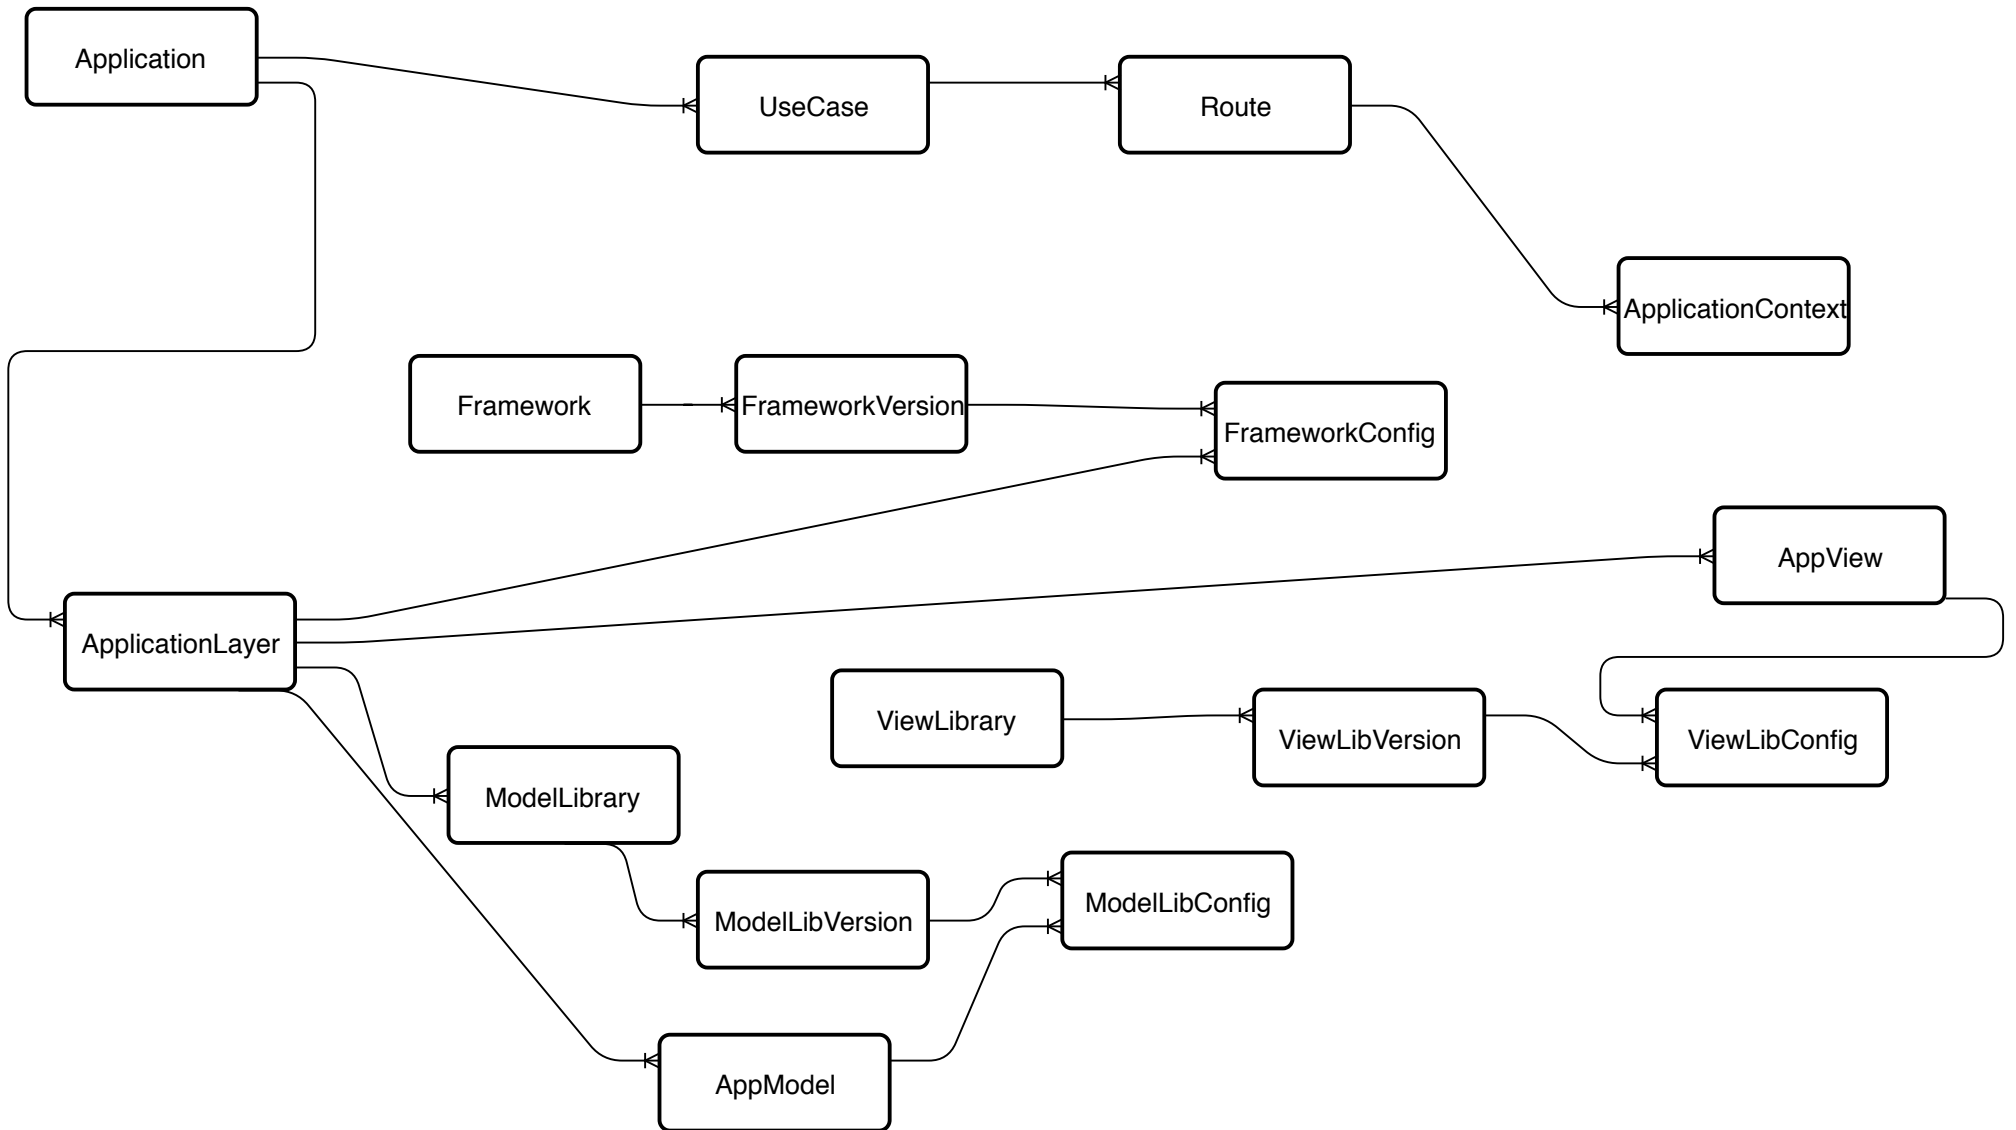 Application
UseCase
Route
ApplicationContext
Framework
FrameworkVersion
FrameworkConfig
AppView
ApplicationLayer
ViewLibrary
ViewLibVersion
ViewLibConfig
ModelLibrary
ModelLibVersion
ModelLibConfig
AppModel